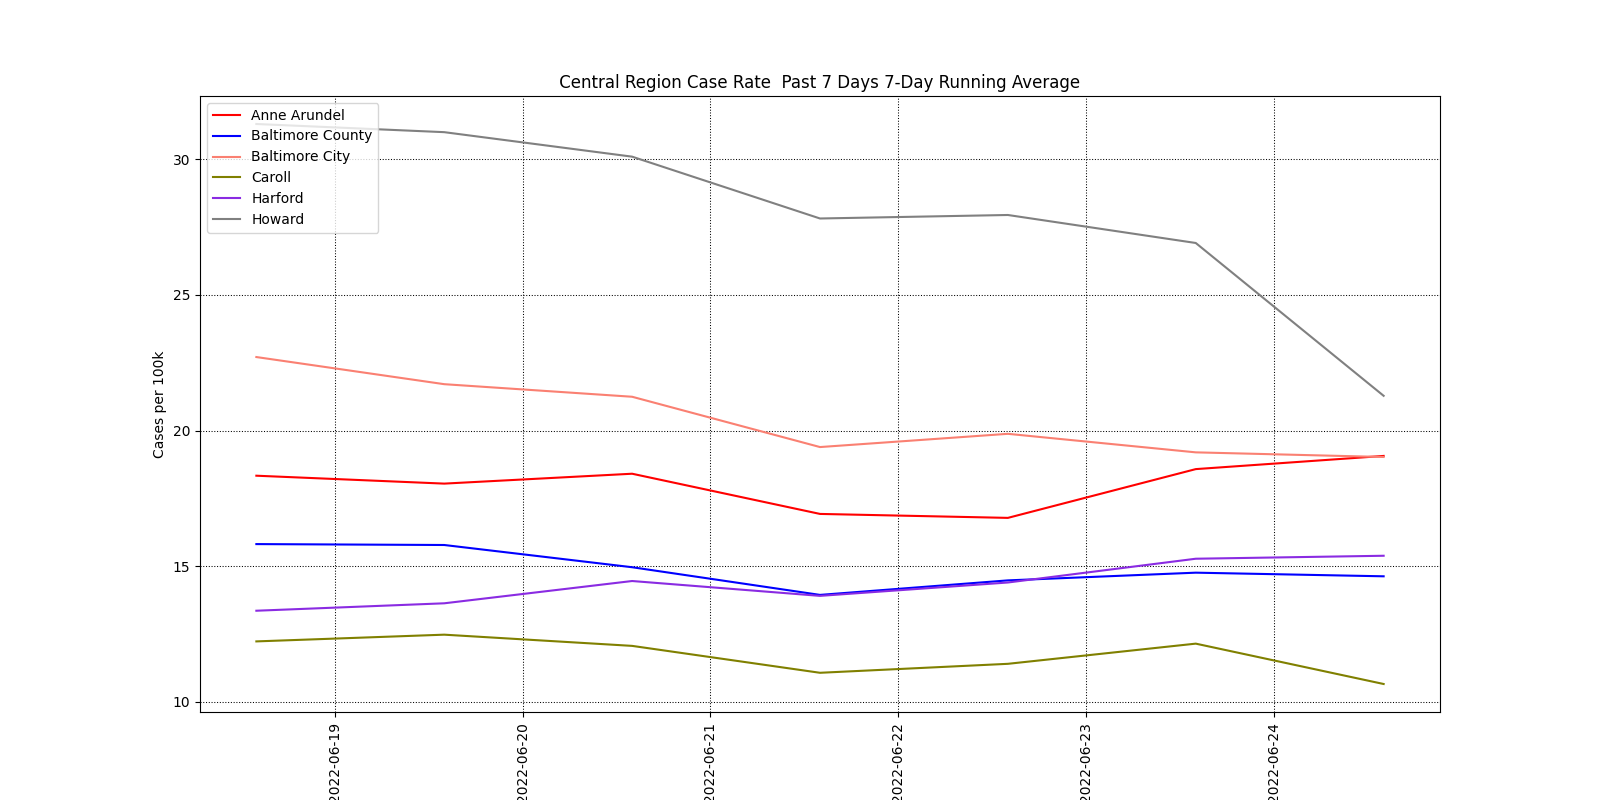 Central Region Case Rate  Past 7 Days 7-Day Running Average
Anne Arundel
Baltimore County
Baltimore City
Caroll
Harford
Howard
Cases per 100k
30
25
20
15
10
2022-06-19
2022-06-20
2022-06-21
2022-06-22
2022-06-23
2022-06-24